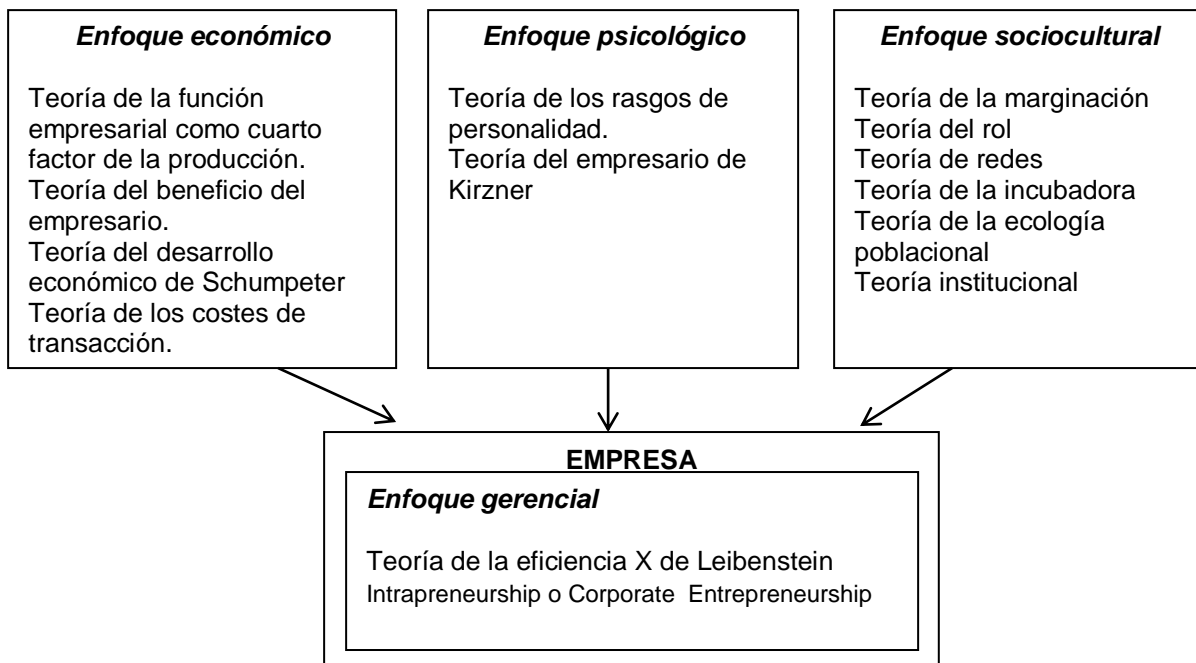 Enfoque económico
Teoría de la función
empresarial como cuarto
factor de la producción.
Teoría del beneficio del
empresario.
Teoría del desarrollo
económico de Schumpeter
Teoría de los costes de
transacción.
Enfoque psicológico
Teoría de los rasgos de
personalidad.
Teoría del empresario de
Kirzner
Enfoque sociocultural
Teoría de la marginación
Teoría del rol
Teoría de redes
Teoría de la incubadora
Teoría de la ecología
poblacional
Teoría institucional
EMPRESA
Enfoque gerencial
Teoría de la eficiencia X de Leibenstein
Intrapreneurship o Corporate Entrepreneurship